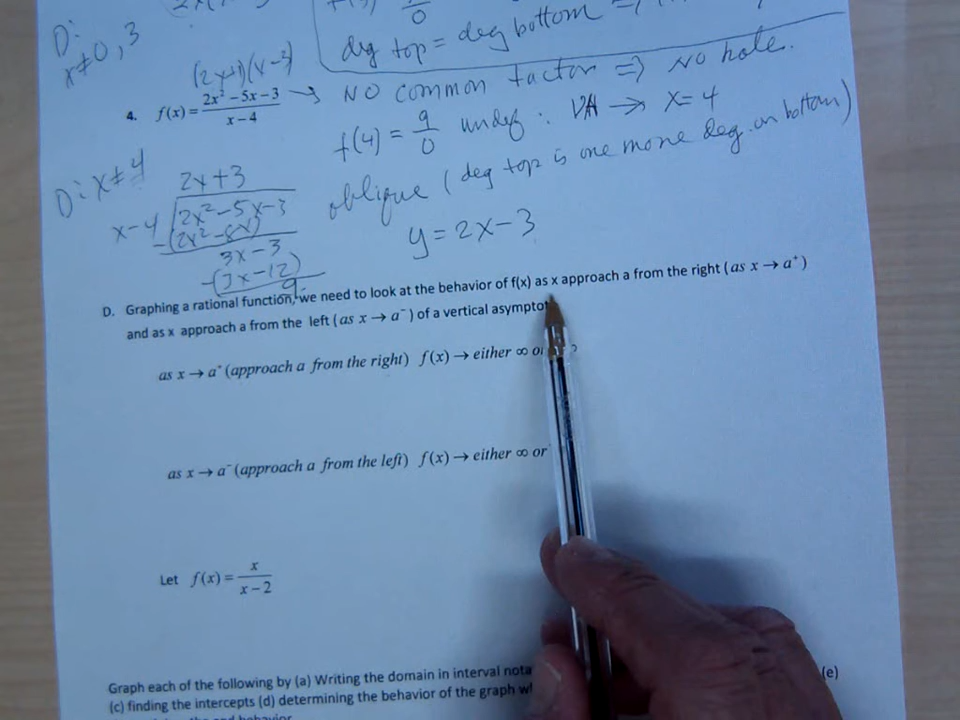 D:
x≠0, 3
0
deg top = deg bottom ⇒
(2x+1)(x-3)
4. f(x) = (2x² - 5x - 3)/(x - 4) → NO common factor ⇒ NO hole.
f(4) = 9/0 undef ∴ VA → x = 4
D: x≠4
oblique (deg top is one more deg. on bottom)
y = 2x - 3
2x + 3
x-4 2x² - 5x - 3
-(2x² - 8x)
3x - 3
-(3x - 12)
9
D. Graphing a rational function, we need to look at the behavior of f(x) as x approach a from the right (as x → a⁺)
and as x approach a from the left (as x → a⁻) of a vertical asympto
as x → a⁺ (approach a from the right) f(x) → either ∞ or
as x → a⁻ (approach a from the left) f(x) → either ∞ or
Let f(x) = x/(x - 2)
Graph each of the following by (a) Writing the domain in interval nota (e)
(c) finding the intercepts (d) determining the behavior of the graph w
behavior